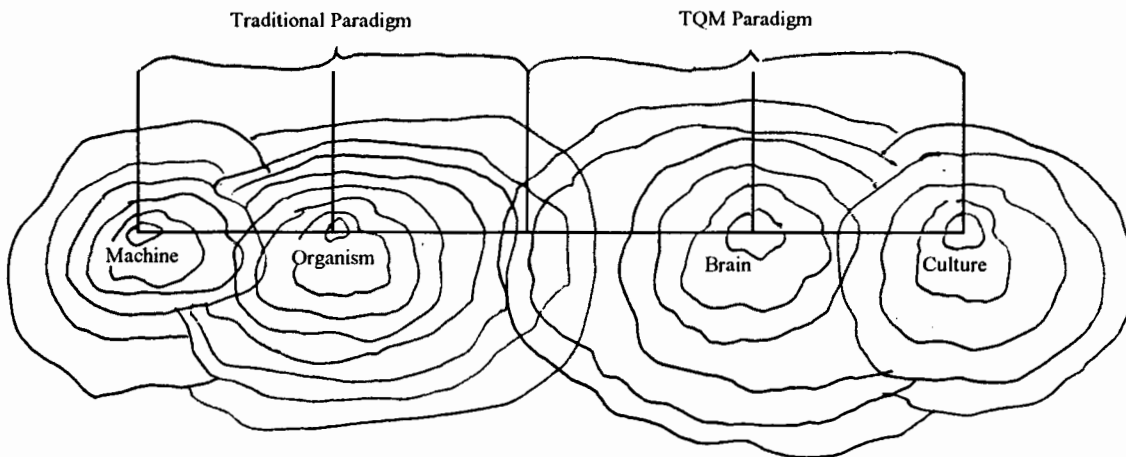 Traditional Paradigm
TQM Paradigm
Machine
Organism
Brain
Culture